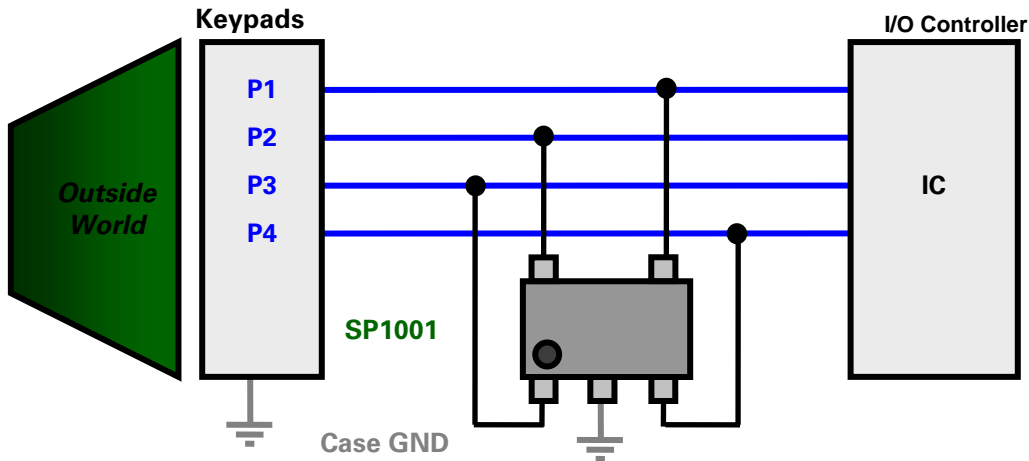 Keypads
I/O Controller
P1
P2
P3
P4
Outside
World
IC
SP1001
Case GND